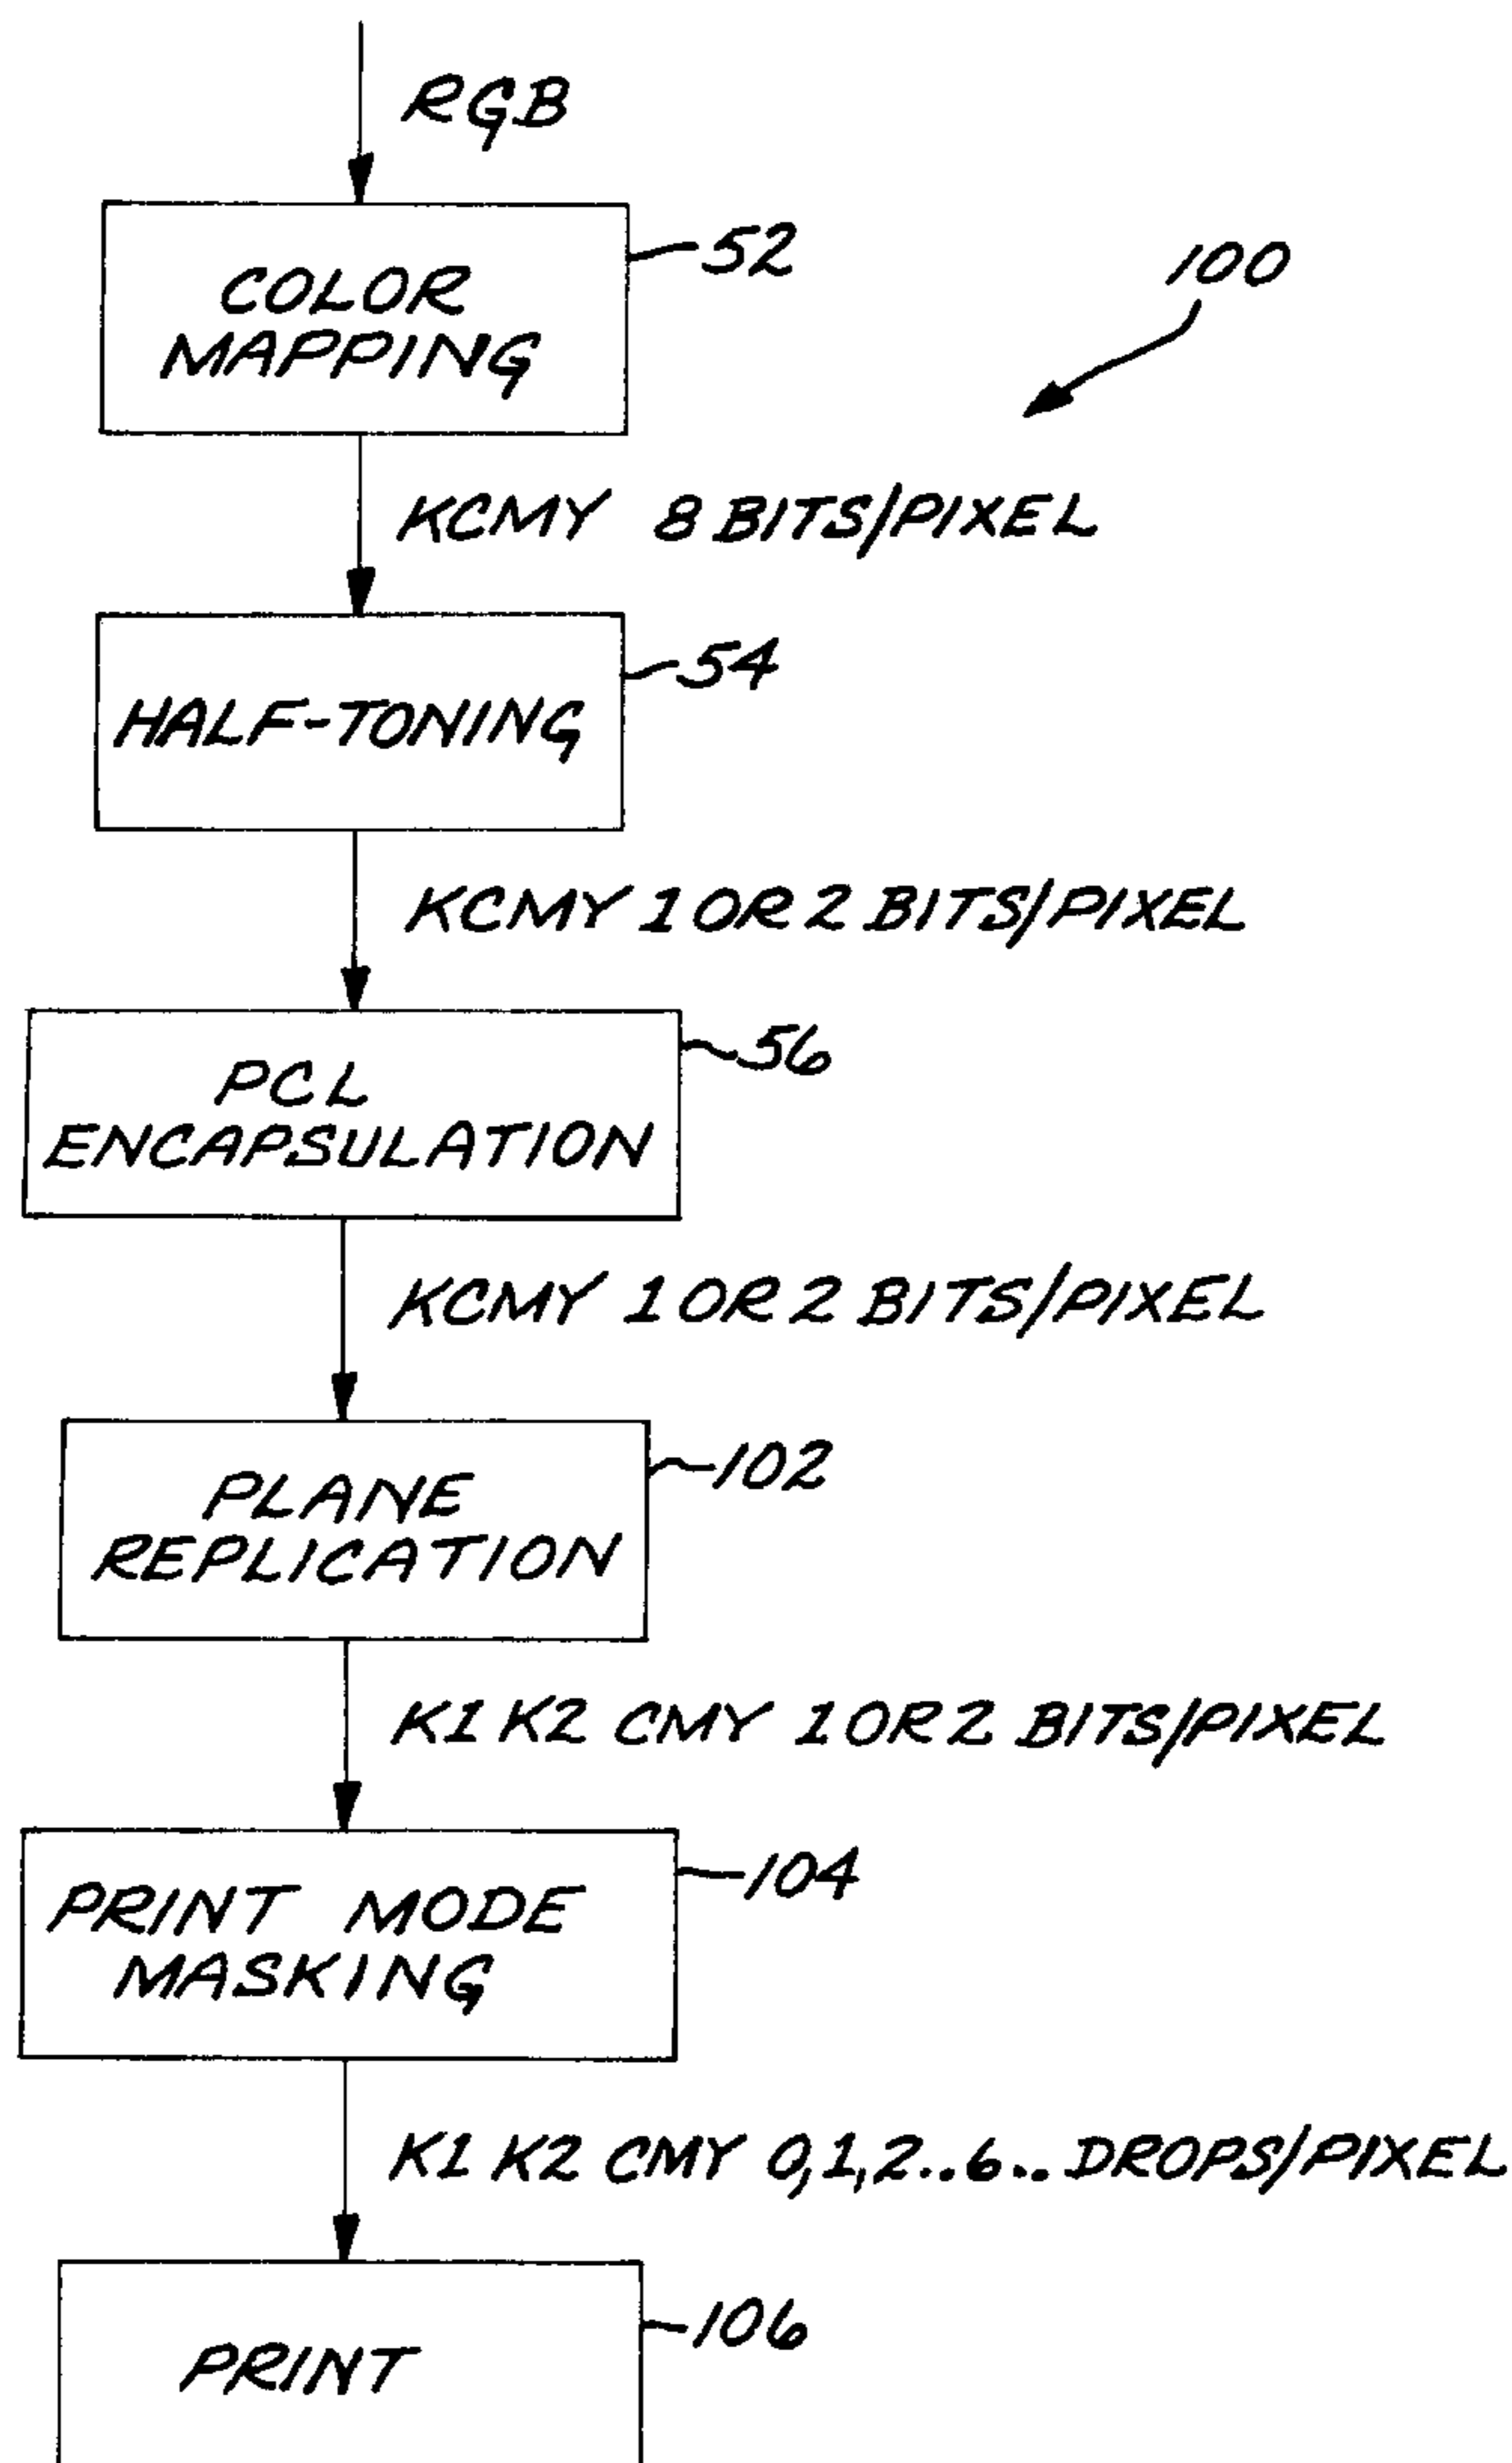 RGB
COLOR
MAPPING
52
100
KCMY 8 BITS/PIXEL
HALF-TONING
54
KCMY 1 OR 2 BITS/PIXEL
PCL
ENCAPSULATION
56
KCMY 1 OR 2 BITS/PIXEL
PLANE
REPLICATION
102
K1 K2 CMY 1 OR 2 BITS/PIXEL
PRINT MODE
MASKING
104
K1 K2 CMY 0,1,2..6.. DROPS/PIXEL
PRINT
106